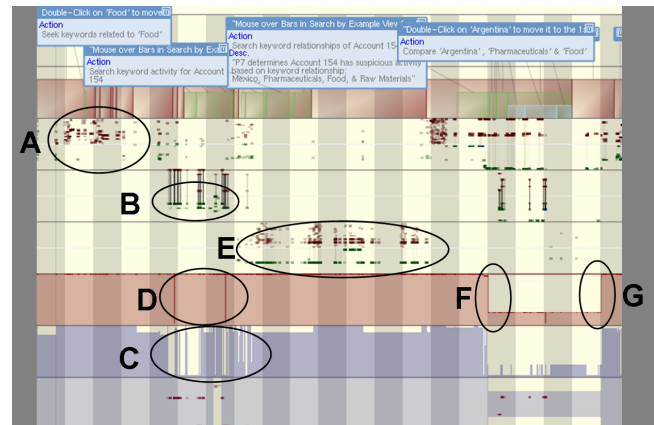 Double-Click on 'Food' to move
Action
Seek keywords related to 'Food'
"Mouse over Bars in Search by Exa
Action
Search keyword activity for Account
154
"Mouse over Bars in Search by Example View
Action
Search keyword relationships of Account 15
Desc.
"P7 determines Account 154 has suspicious activity
based on keyword relationship:
Mexico, Pharmaceuticals, Food, & Raw Materials"
"Double-Click on 'Argentina' to move it to the 1s
Action
Compare 'Argentina', 'Pharmaceuticals' & 'Food'
A
B
E
D
F
G
C